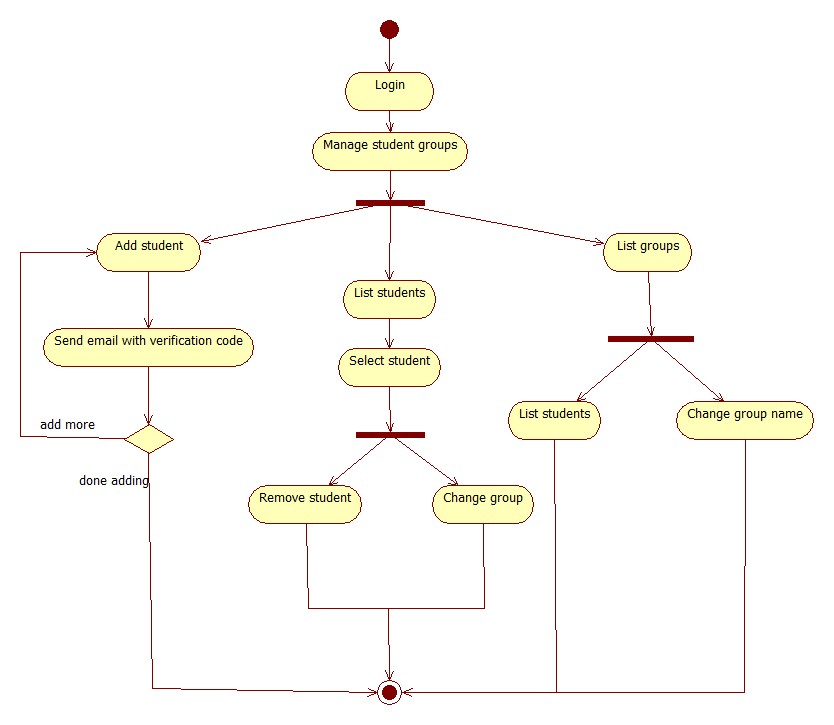 Login
Manage student groups
Add student
List groups
List students
Send email with verification code
Select student
add more
List students
Change group name
done adding
Remove student
Change group